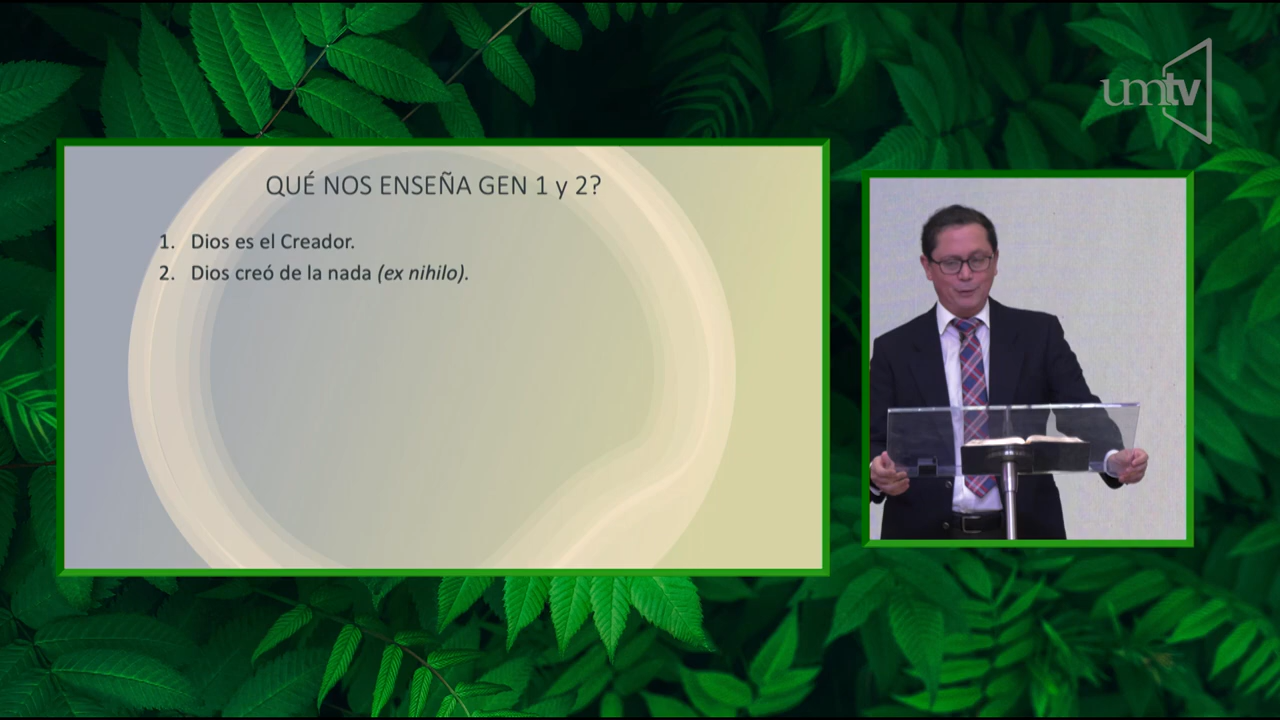 umtv
QUÉ NOS ENSEÑA GEN 1 y 2?
1. Dios es el Creador.
2. Dios creó de la nada (ex nihilo).